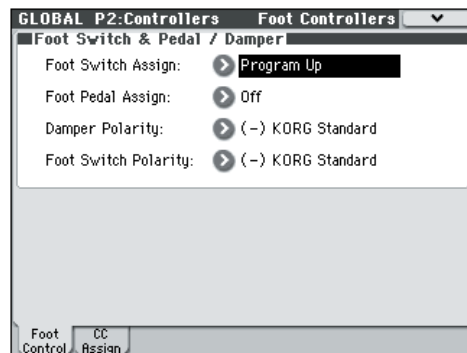 GLOBAL P2:Controllers Foot Controllers
Foot Switch & Pedal / Damper
Foot Switch Assign: Program Up
Foot Pedal Assign: Off
Damper Polarity: (-) KORG Standard
Foot Switch Polarity: (-) KORG Standard
Foot Control
CC Assign